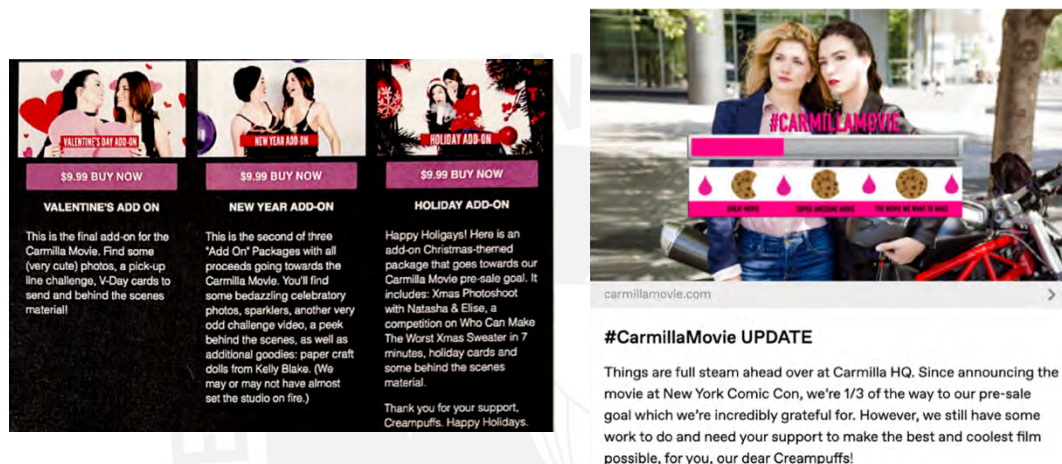 VALENTINE'S DAY ADD-ON
$9.99 BUY NOW
VALENTINE'S ADD ON
This is the final add-on for the
Carmilla Movie. Find some
(very cute) photos, a pick-up
line challenge, V-Day cards to
send and behind the scenes
material!
NEW YEAR ADD-ON
$9.99 BUY NOW
NEW YEAR ADD-ON
This is the second of three
"Add On" Packages with all
proceeds going towards the
Carmilla Movie. You'll find
some bedazzling celebratory
photos, sparklers, another very
odd challenge video, a peek
behind the scenes, as well as
additional goodies: paper craft
dolls from Kelly Blake. (We
may or may not have almost
set the studio on fire.)
HOLIDAY ADD-ON
$9.99 BUY NOW
HOLIDAY ADD-ON
Happy Holigays! Here is an
add-on Christmas-themed
package that goes towards our
Carmilla Movie pre-sale goal. It
includes: Xmas Photoshoot
with Natasha & Elise, a
competition on Who Can Make
The Worst Xmas Sweater in 7
minutes, holiday cards and
some behind the scenes
material.
Thank you for your support,
Creampuffs. Happy Holidays.
#CARMILLAMOVIE
GREAT MOVIE
SUPER AWESOME MOVIE
THE MOVIE WE WANT TO MAKE
carmillamovie.com
#CarmillaMovie UPDATE
Things are full steam ahead over at Carmilla HQ. Since announcing the
movie at New York Comic Con, we're 1/3 of the way to our pre-sale
goal which we're incredibly grateful for. However, we still have some
work to do and need your support to make the best and coolest film
possible, for you, our dear Creampuffs!